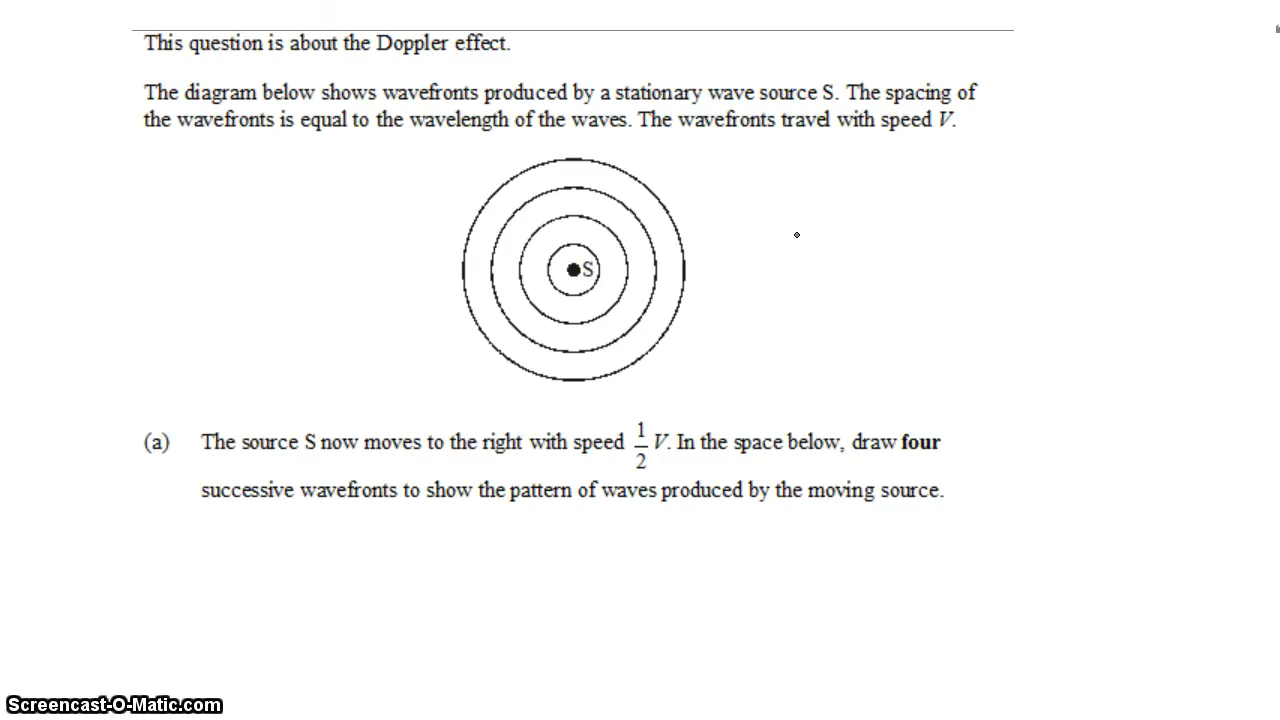 This question is about the Doppler effect.
The diagram below shows wavefronts produced by a stationary wave source S. The spacing of
the wavefronts is equal to the wavelength of the waves. The wavefronts travel with speed V.
S
(a) The source S now moves to the right with speed 1/2 V. In the space below, draw four
successive wavefronts to show the pattern of waves produced by the moving source.
Screencast-O-Matic.com